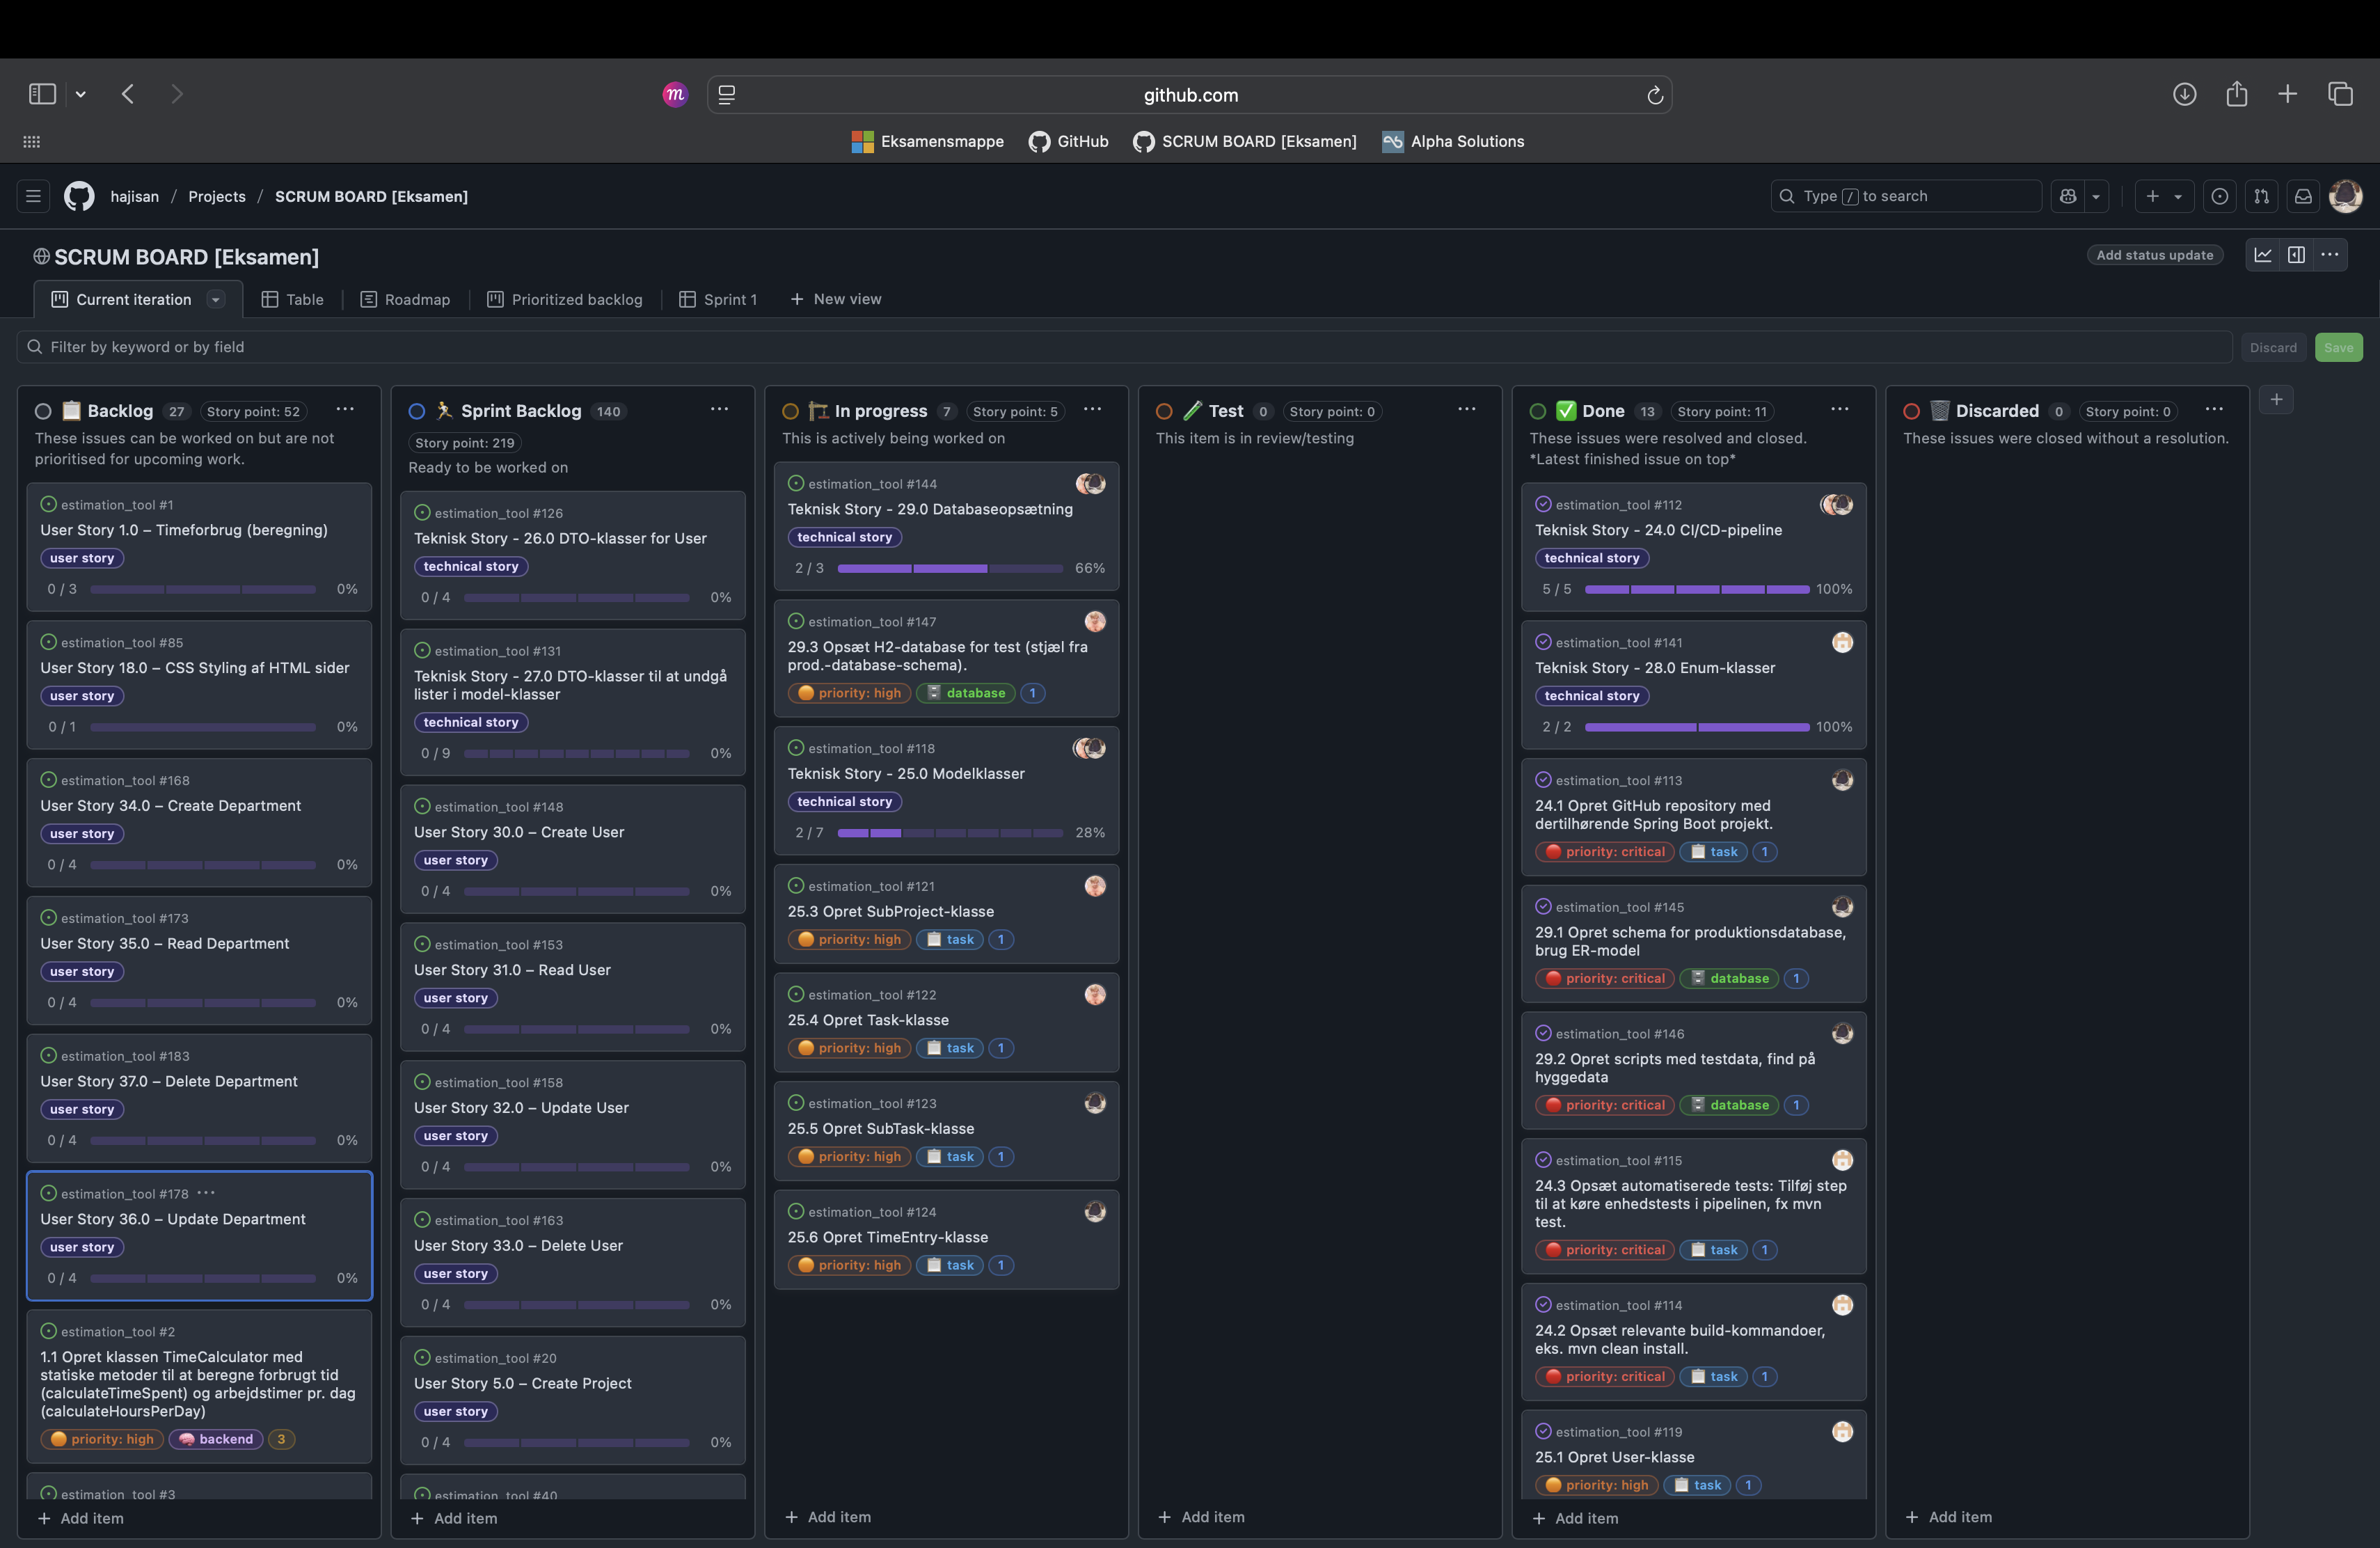 m
github.com
Eksamensmappe
GitHub
SCRUM BOARD [Eksamen]
Alpha Solutions
hajisan / Projects / SCRUM BOARD [Eksamen]
Type / to search
SCRUM BOARD [Eksamen]
Add status update
Current iteration
Table
Roadmap
Prioritized backlog
Sprint 1
New view
Filter by keyword or by field
Discard
Save
Backlog 27 Story point: 52
These issues can be worked on but are not
prioritised for upcoming work.
estimation_tool #1
User Story 1.0 – Timeforbrug (beregning)
user story
0 / 3 0%
estimation_tool #85
User Story 18.0 – CSS Styling af HTML sider
user story
0 / 1 0%
estimation_tool #168
User Story 34.0 – Create Department
user story
0 / 4 0%
estimation_tool #173
User Story 35.0 – Read Department
user story
0 / 4 0%
estimation_tool #183
User Story 37.0 – Delete Department
user story
0 / 4 0%
estimation_tool #178
User Story 36.0 – Update Department
user story
0 / 4 0%
estimation_tool #2
1.1 Opret klassen TimeCalculator med
statiske metoder til at beregne forbrugt tid
(calculateTimeSpent) og arbejdstimer pr. dag
(calculateHoursPerDay)
priority: high backend 3
estimation_tool #3
Add item
Sprint Backlog 140
Story point: 219
Ready to be worked on
estimation_tool #126
Teknisk Story - 26.0 DTO-klasser for User
technical story
0 / 4 0%
estimation_tool #131
Teknisk Story - 27.0 DTO-klasser til at undgå
lister i model-klasser
technical story
0 / 9 0%
estimation_tool #148
User Story 30.0 – Create User
user story
0 / 4 0%
estimation_tool #153
User Story 31.0 – Read User
user story
0 / 4 0%
estimation_tool #158
User Story 32.0 – Update User
user story
0 / 4 0%
estimation_tool #163
User Story 33.0 – Delete User
user story
0 / 4 0%
estimation_tool #20
User Story 5.0 – Create Project
user story
0 / 4 0%
estimation_tool #40
Add item
In progress 7 Story point: 5
This is actively being worked on
estimation_tool #144
Teknisk Story - 29.0 Databaseopsætning
technical story
2 / 3 66%
estimation_tool #147
29.3 Opsæt H2-database for test (stjæl fra
prod.-database-schema).
priority: high database 1
estimation_tool #118
Teknisk Story - 25.0 Modelklasser
technical story
2 / 7 28%
estimation_tool #121
25.3 Opret SubProject-klasse
priority: high task 1
estimation_tool #122
25.4 Opret Task-klasse
priority: high task 1
estimation_tool #123
25.5 Opret SubTask-klasse
priority: high task 1
estimation_tool #124
25.6 Opret TimeEntry-klasse
priority: high task 1
Add item
Test 0 Story point: 0
This item is in review/testing
Add item
Done 13 Story point: 11
These issues were resolved and closed.
*Latest finished issue on top*
estimation_tool #112
Teknisk Story - 24.0 CI/CD-pipeline
technical story
5 / 5 100%
estimation_tool #141
Teknisk Story - 28.0 Enum-klasser
technical story
2 / 2 100%
estimation_tool #113
24.1 Opret GitHub repository med
dertilhørende Spring Boot projekt.
priority: critical task 1
estimation_tool #145
29.1 Opret schema for produktionsdatabase,
brug ER-model
priority: critical database 1
estimation_tool #146
29.2 Opret scripts med testdata, find på
hyggedata
priority: critical database 1
estimation_tool #115
24.3 Opsæt automatiserede tests: Tilføj step
til at køre enhedstests i pipelinen, fx mvn
test.
priority: critical task 1
estimation_tool #114
24.2 Opsæt relevante build-kommandoer,
eks. mvn clean install.
priority: critical task 1
estimation_tool #119
25.1 Opret User-klasse
priority: high task 1
Add item
Discarded 0 Story point: 0
These issues were closed without a resolution.
Add item